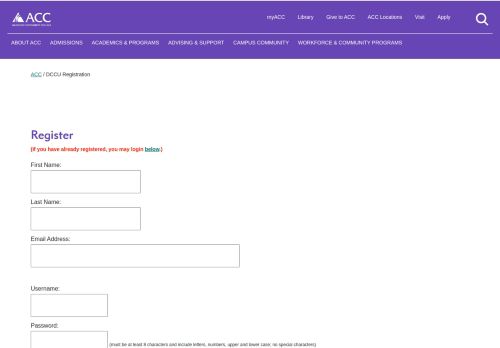 myACC Library Give to ACC ACC Locations Visit Apply
ACC
ABOUT ACC ADMISSIONS ACADEMICS & PROGRAMS ADVISING & SUPPORT CAMPUS COMMUNITY WORKFORCE & COMMUNITY PROGRAMS
ACC / DCCU Registration
Register
(If you have already registered, you may login below.)
First Name:
Last Name:
Email Address:
Username:
Password:
(must be at least 8 characters and include letters, numbers, upper and lower case; no special characters)